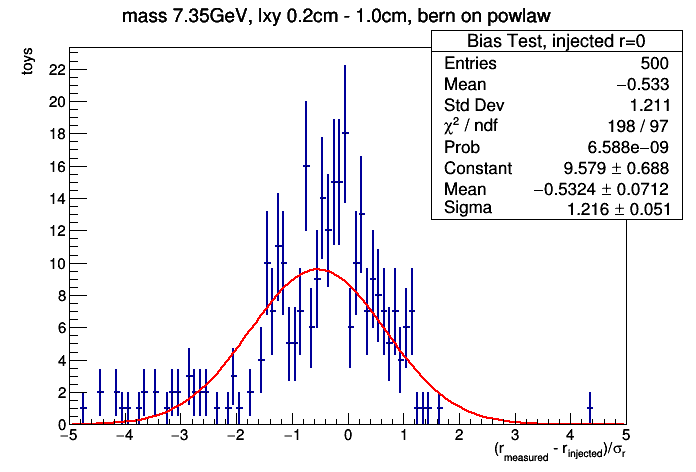 mass 7.35GeV, lxy 0.2cm - 1.0cm, bern on powlaw
Bias Test, injected r=0
Entries 500
Mean −0.533
Std Dev 1.211
χ² / ndf 198 / 97
Prob 6.588e−09
Constant 9.579 ± 0.688
Mean −0.5324 ± 0.0712
Sigma 1.216 ± 0.051
toys
22
20
18
16
14
12
10
8
6
4
2
0
−5 −4 −3 −2 −1 0 1 2 3 4 5
(r_measured - r_injected)/σ_r